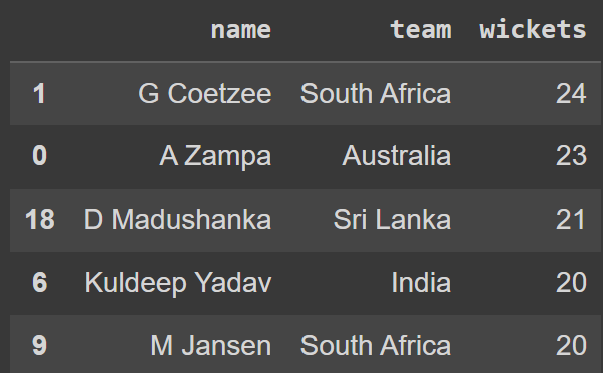 name team wickets
1 G Coetzee South Africa 24
0 A Zampa Australia 23
18 D Madushanka Sri Lanka 21
6 Kuldeep Yadav India 20
9 M Jansen South Africa 20